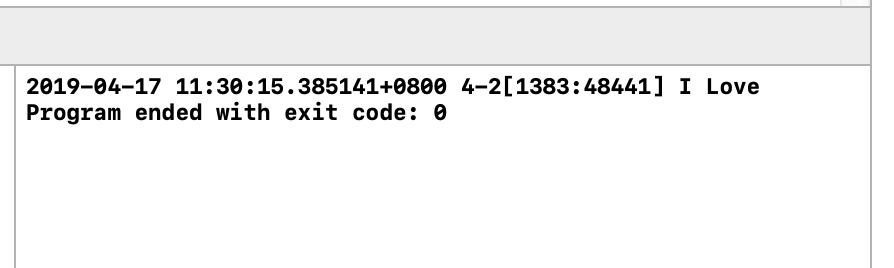 2019-04-17 11:30:15.385141+0800 4-2[1383:48441] I Love
Program ended with exit code: 0